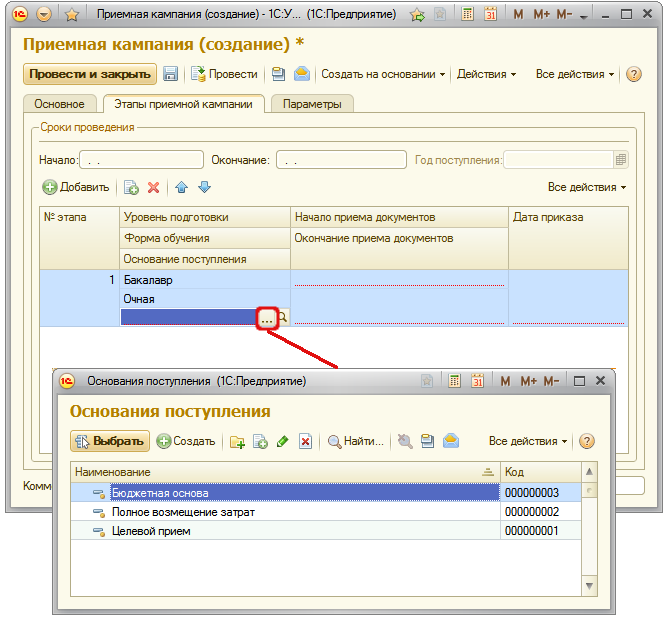 Приемная кампания (создание) - 1С:У... (1С:Предприятие) M M+ M-
Приемная кампания (создание) *
Провести и закрыть Провести Создать на основании Действия Все действия ?
Основное Этапы приемной кампании Параметры
Сроки проведения
Начало: . . Окончание: . . Год поступления:
Добавить Все действия
№ этапа Уровень подготовки Начало приема документов Дата приказа
Форма обучения Окончание приема документов
Основание поступления
1 Бакалавр
Очная
...
Основания поступления (1С:Предприятие) M M+ M-
Основания поступления
Выбрать Создать Найти... Все действия ?
Наименование Код
Комм
Бюджетная основа 000000003
Полное возмещение затрат 000000002
Целевой прием 000000001